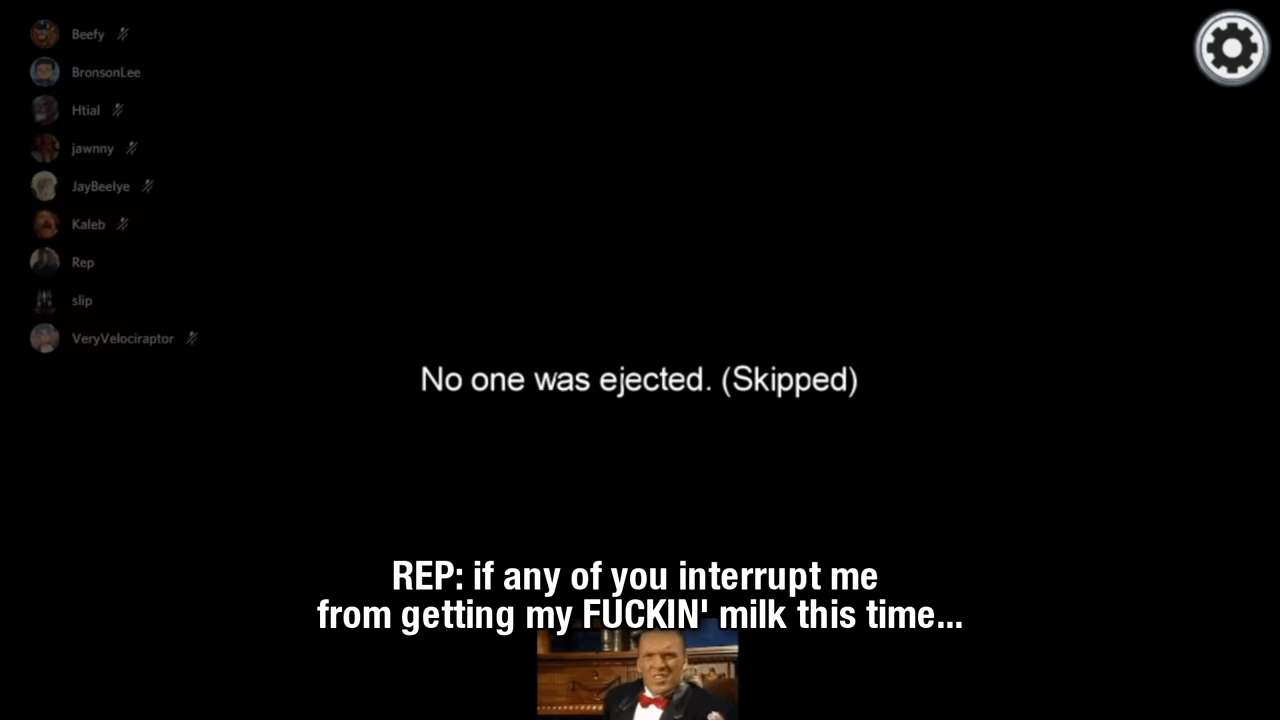 Beefy
BronsonLee
Htial
jawnny
JayBeelye
Kaleb
Rep
slip
VeryVelociraptor
No one was ejected. (Skipped)
REP: if any of you interrupt me
from getting my FUCKIN' milk this time...